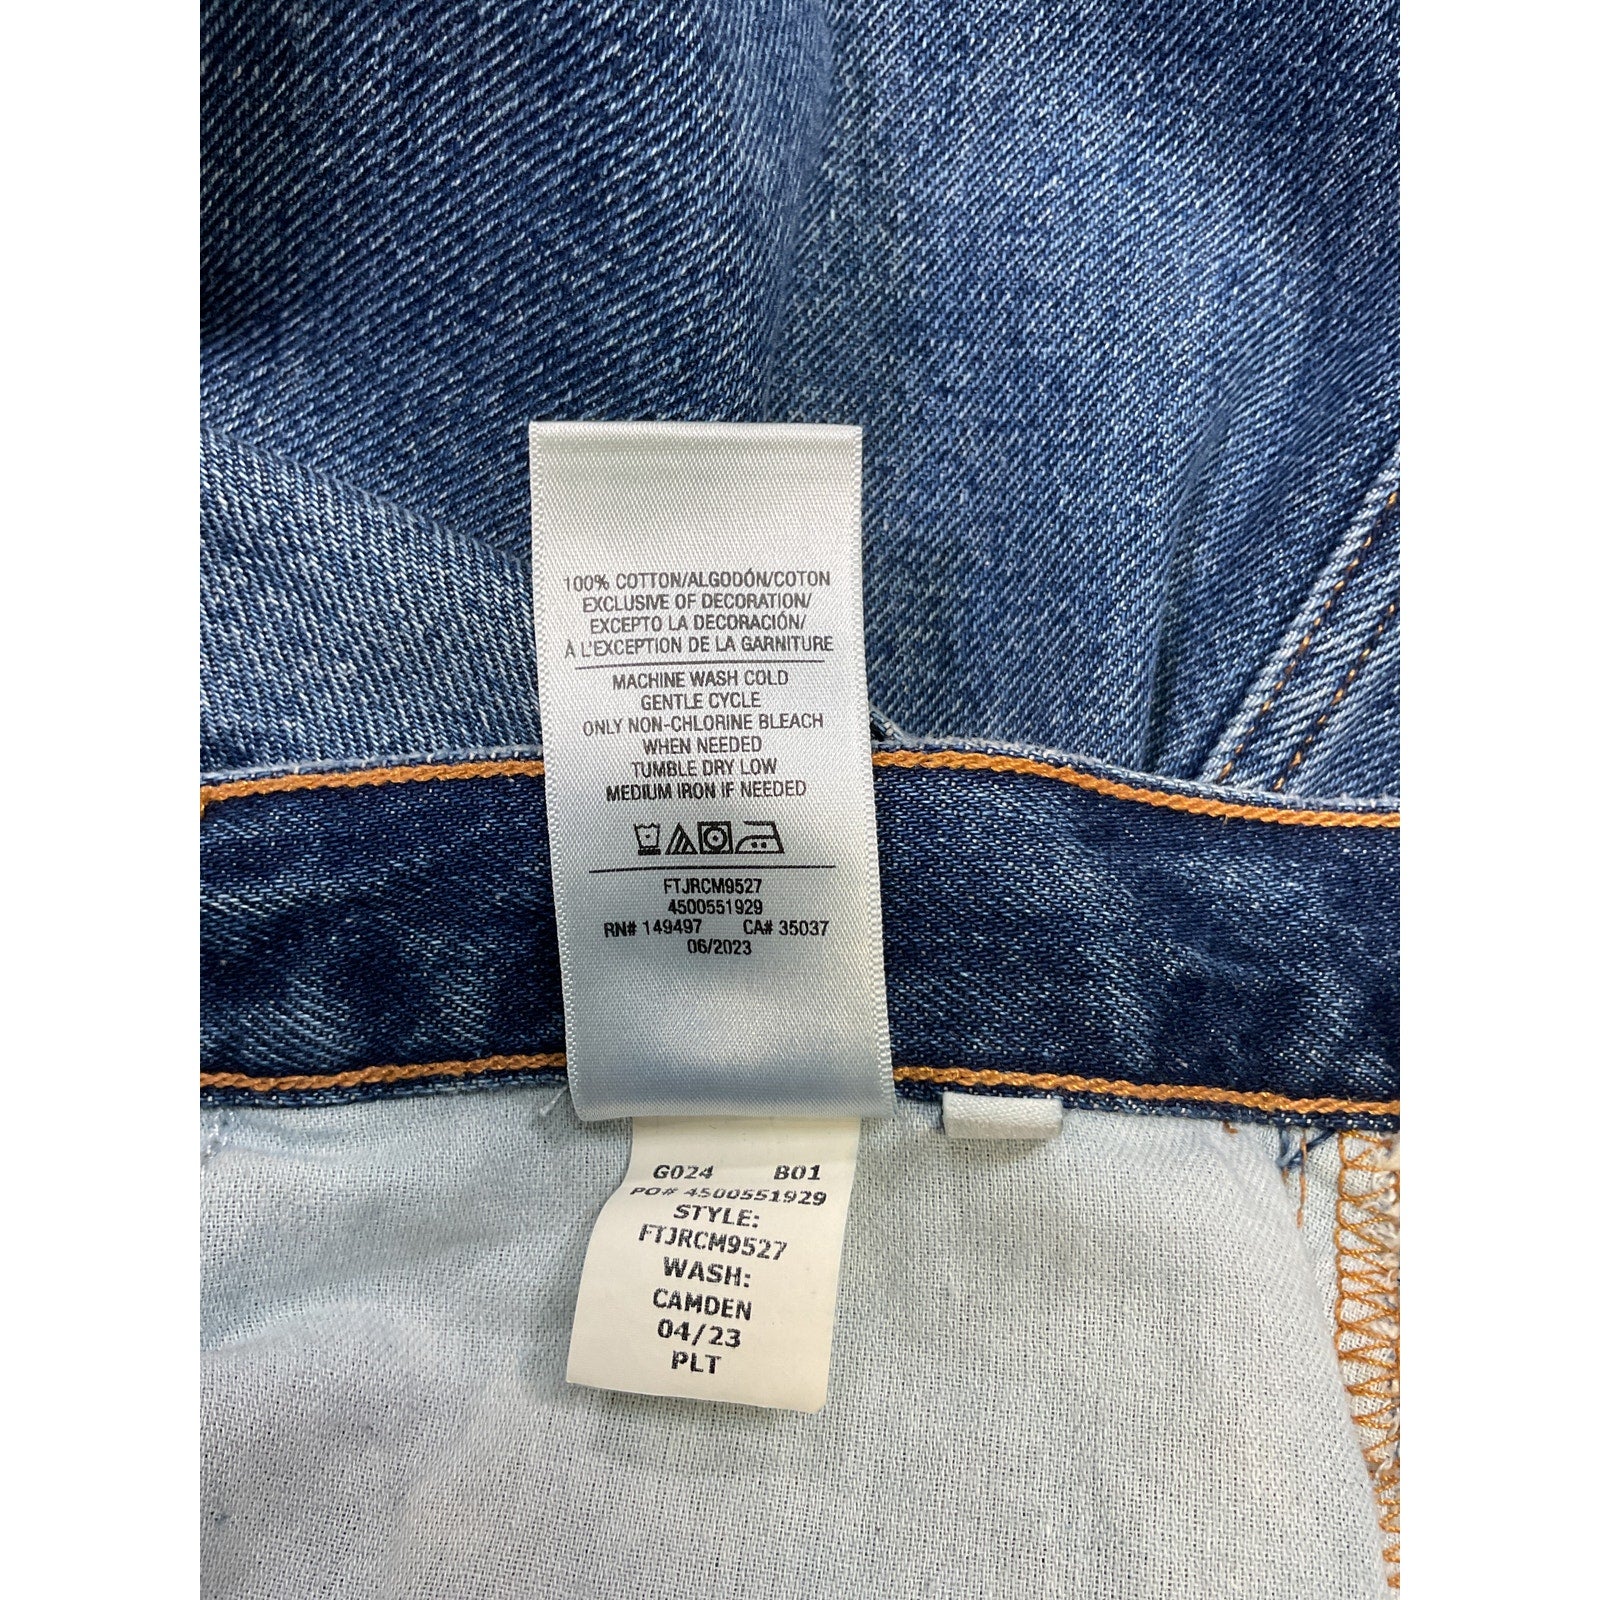 100% COTTON/ALGODÓN/COTON
EXCLUSIVE OF DECORATION/
EXCEPTO LA DECORACIÓN/
À L'EXCEPTION DE LA GARNITURE
MACHINE WASH COLD
GENTLE CYCLE
ONLY NON-CHLORINE BLEACH
WHEN NEEDED
TUMBLE DRY LOW
MEDIUM IRON IF NEEDED
FTJRCM9527
4500551929
RN# 149497 CA# 35037
06/2023
G024 B01
PO# 4500551929
STYLE:
FTJRCM9527
WASH:
CAMDEN
04/23
PLT